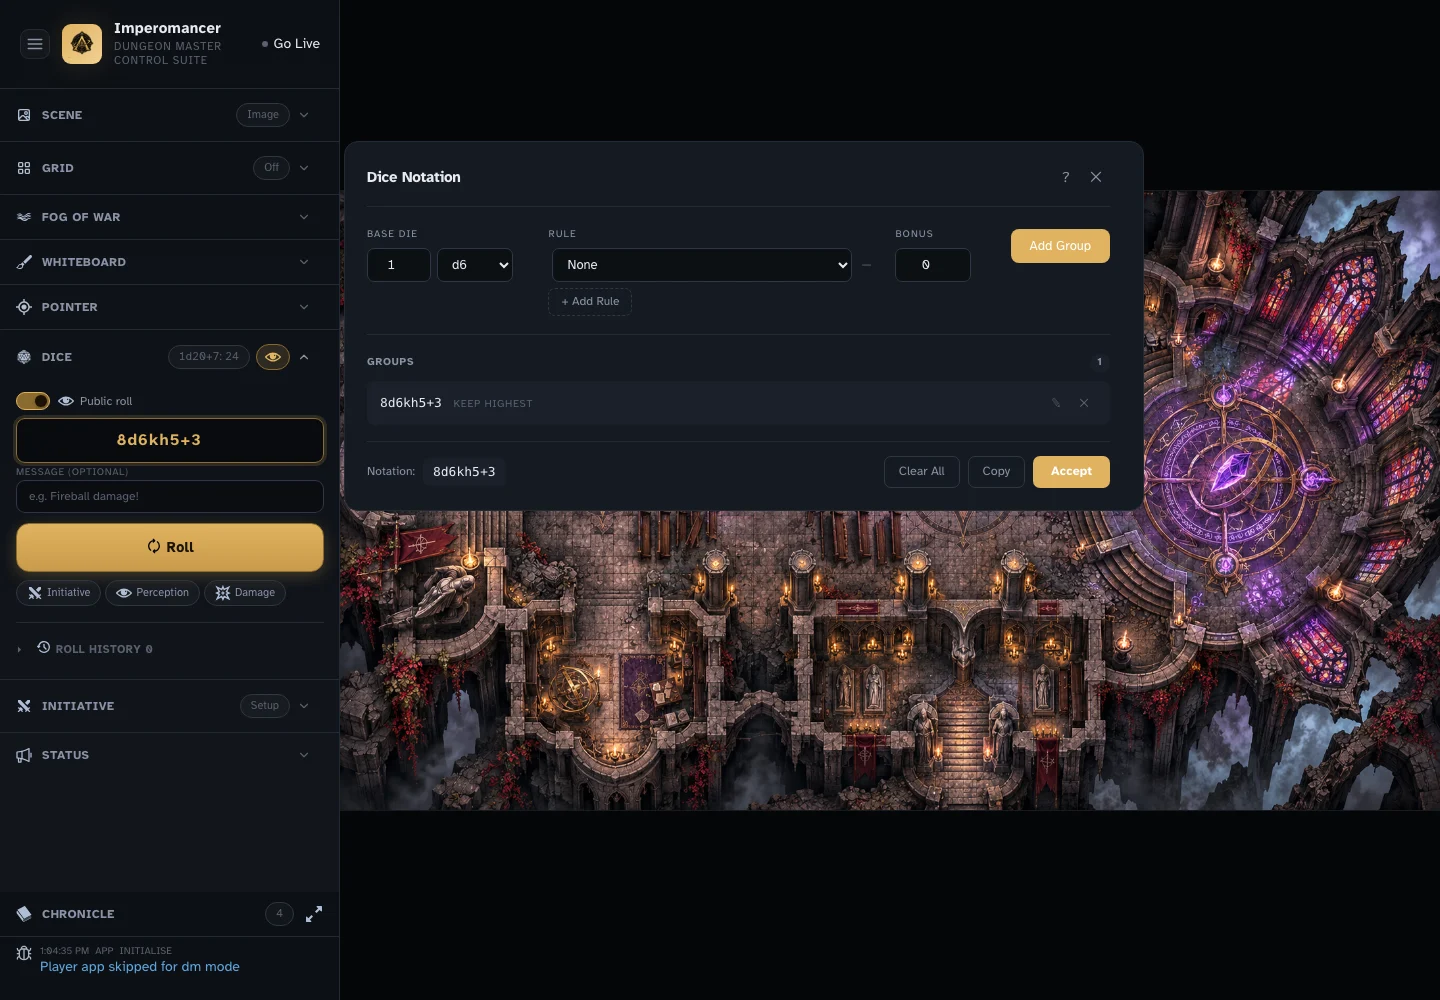 Imperomancer
DUNGEON MASTER
CONTROL SUITE
Go Live
SCENE
Image
GRID
Off
FOG OF WAR
WHITEBOARD
POINTER
DICE
1d20+7: 24
Public roll
8d6kh5+3
MESSAGE (OPTIONAL)
e.g. Fireball damage!
Roll
Initiative
Perception
Damage
ROLL HISTORY 0
INITIATIVE
Setup
STATUS
CHRONICLE
4
1:04:35 PM APP INITIALISE
Player app skipped for dm mode
Dice Notation
?
BASE DIE
RULE
BONUS
1
d6
None
—
0
Add Group
+ Add Rule
GROUPS
1
8d6kh5+3 KEEP HIGHEST
Notation:
8d6kh5+3
Clear All
Copy
Accept